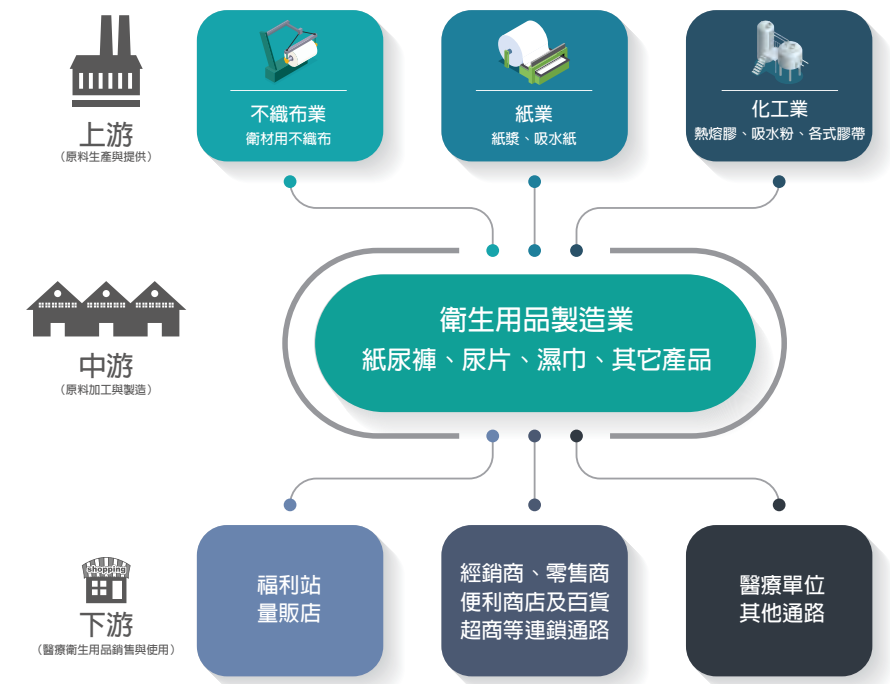 不織布業
衛材用不織布
紙業
紙漿、吸水紙
化工業
熱熔膠、吸水粉、各式膠帶
上游
（原料生產與提供）
衛生用品製造業
紙尿褲、尿片、濕巾、其它產品
中游
（原料加工與製造）
shopping
下游
（醫療衛生用品銷售與使用）
福利站
量販店
經銷商、零售商
便利商店及百貨
超商等連鎖通路
醫療單位
其他通路